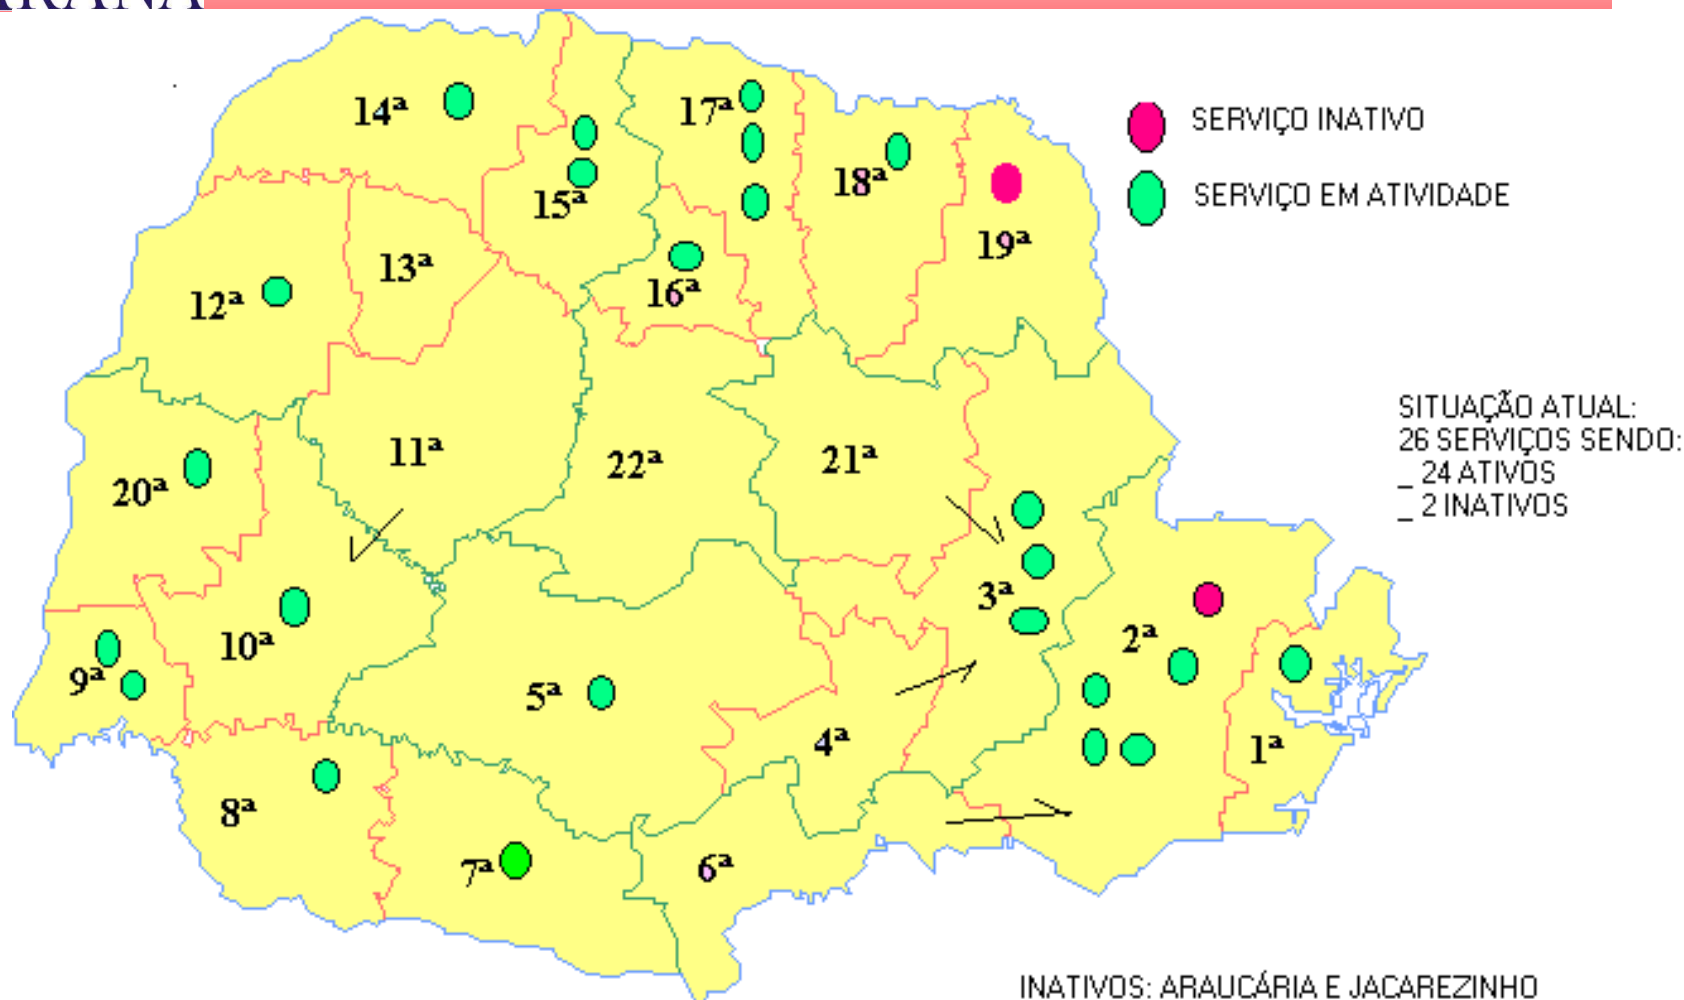 ARANÁ
14ª
17ª
SERVIÇO INATIVO
18ª
SERVIÇO EM ATIVIDADE
15ª
19ª
13ª
16ª
12ª
SITUAÇÃO ATUAL:
26 SERVIÇOS SENDO:
_ 24 ATIVOS
_ 2 INATIVOS
11ª
22ª
21ª
20ª
3ª
2ª
10ª
9ª
5ª
4ª
1ª
8ª
7ª
6ª
INATIVOS: ARAUCÁRIA E JACAREZINHO